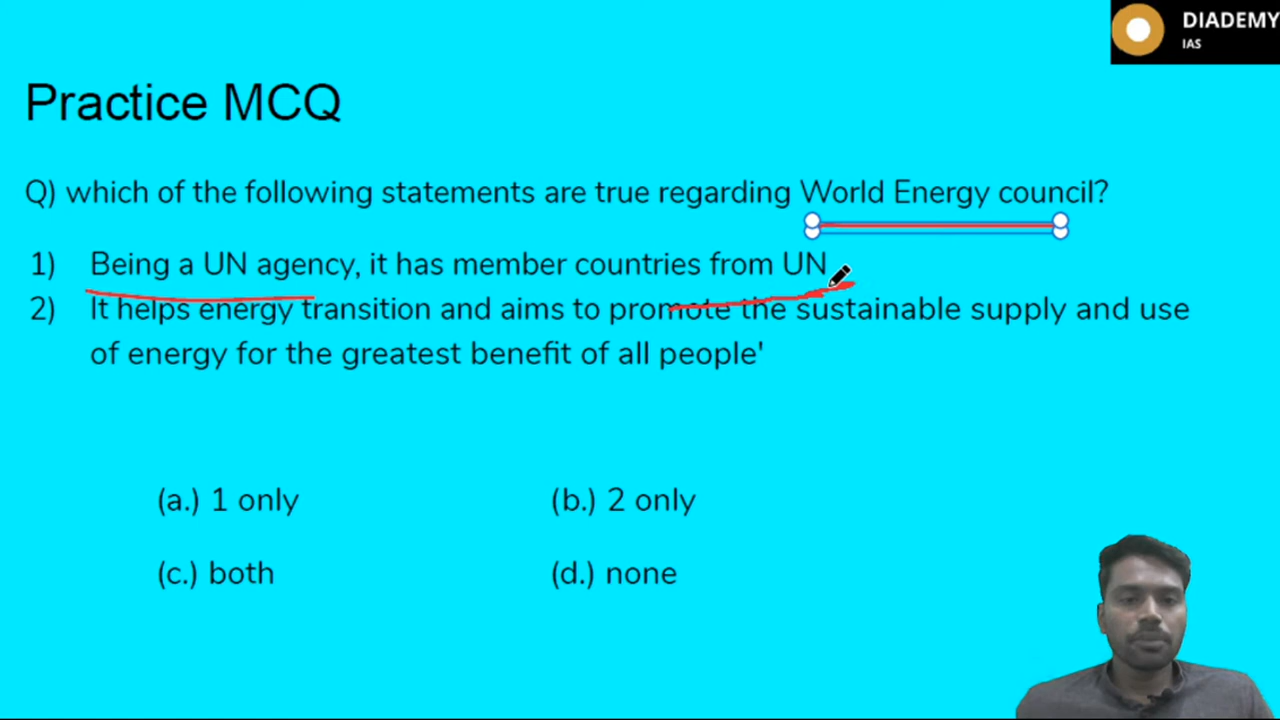 DIADEMY
IAS
Practice MCQ
Q) which of the following statements are true regarding World Energy council?
1) Being a UN agency, it has member countries from UN
2) It helps energy transition and aims to promote the sustainable supply and use
of energy for the greatest benefit of all people'
(a.) 1 only (b.) 2 only
(c.) both (d.) none